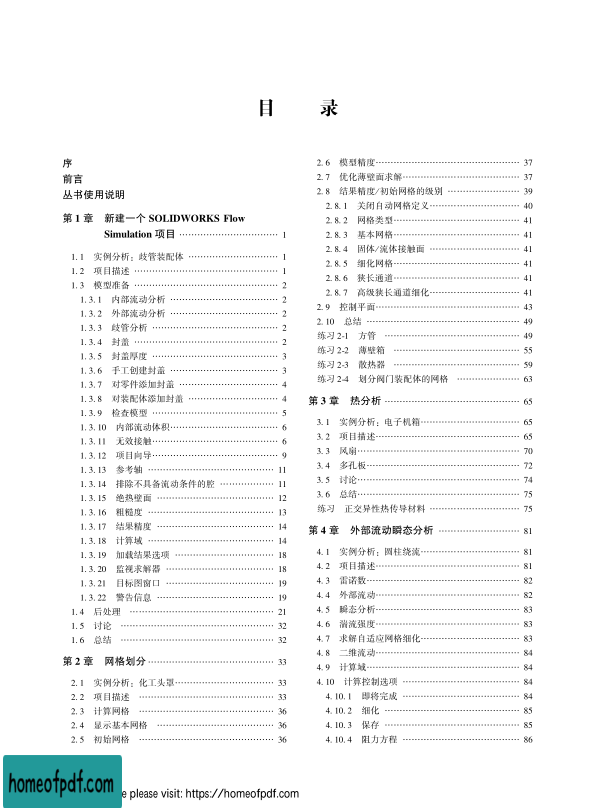 目 录
序
前言
丛书使用说明
第 1 章 新建一个 SOLIDWORKS Flow
Simulation 项目 …… 1
1. 1 实例分析：歧管装配体 …… 1
1. 2 项目描述 …… 1
1. 3 模型准备 …… 2
1. 3. 1 内部流动分析 …… 2
1. 3. 2 外部流动分析 …… 2
1. 3. 3 歧管分析 …… 2
1. 3. 4 封盖 …… 2
1. 3. 5 封盖厚度 …… 3
1. 3. 6 手工创建封盖 …… 3
1. 3. 7 对零件添加封盖 …… 4
1. 3. 8 对装配体添加封盖 …… 4
1. 3. 9 检查模型 …… 5
1. 3. 10 内部流动体积 …… 6
1. 3. 11 无效接触 …… 6
1. 3. 12 项目向导 …… 9
1. 3. 13 参考轴 …… 11
1. 3. 14 排除不具备流动条件的腔 …… 11
1. 3. 15 绝热壁面 …… 12
1. 3. 16 粗糙度 …… 13
1. 3. 17 结果精度 …… 14
1. 3. 18 计算域 …… 14
1. 3. 19 加载结果选项 …… 18
1. 3. 20 监视求解器 …… 18
1. 3. 21 目标图窗口 …… 19
1. 3. 22 警告信息 …… 19
1. 4 后处理 …… 21
1. 5 讨论 …… 32
1. 6 总结 …… 32
第 2 章 网格划分 …… 33
2. 1 实例分析：化工头罩 …… 33
2. 2 项目描述 …… 33
2. 3 计算网格 …… 36
2. 4 显示基本网格 …… 36
2. 5 初始网格 …… 36
2. 6 模型精度 …… 37
2. 7 优化薄壁面求解 …… 37
2. 8 结果精度/初始网格的级别 …… 39
2. 8. 1 关闭自动网格定义 …… 40
2. 8. 2 网格类型 …… 41
2. 8. 3 基本网格 …… 41
2. 8. 4 固体/流体接触面 …… 41
2. 8. 5 细化网格 …… 41
2. 8. 6 狭长通道 …… 41
2. 8. 7 高级狭长通道细化 …… 41
2. 9 控制平面 …… 43
2. 10 总结 …… 49
练习 2-1 方管 …… 49
练习 2-2 薄壁箱 …… 55
练习 2-3 散热器 …… 59
练习 2-4 划分阀门装配体的网格 …… 63
第 3 章 热分析 …… 65
3. 1 实例分析：电子机箱 …… 65
3. 2 项目描述 …… 65
3. 3 风扇 …… 70
3. 4 多孔板 …… 72
3. 5 讨论 …… 74
3. 6 总结 …… 75
练习 正交异性热传导材料 …… 75
第 4 章 外部流动瞬态分析 …… 81
4. 1 实例分析：圆柱绕流 …… 81
4. 2 项目描述 …… 81
4. 3 雷诺数 …… 82
4. 4 外部流动 …… 82
4. 5 瞬态分析 …… 83
4. 6 湍流强度 …… 83
4. 7 求解自适应网格细化 …… 83
4. 8 二维流动 …… 84
4. 9 计算域 …… 84
4. 10 计算控制选项 …… 84
4. 10. 1 即将完成 …… 84
4. 10. 2 细化 …… 85
4. 10. 3 保存 …… 85
4. 10. 4 阻力方程 …… 86
homeofpdf.com
e please visit: https://homeofpdf.com